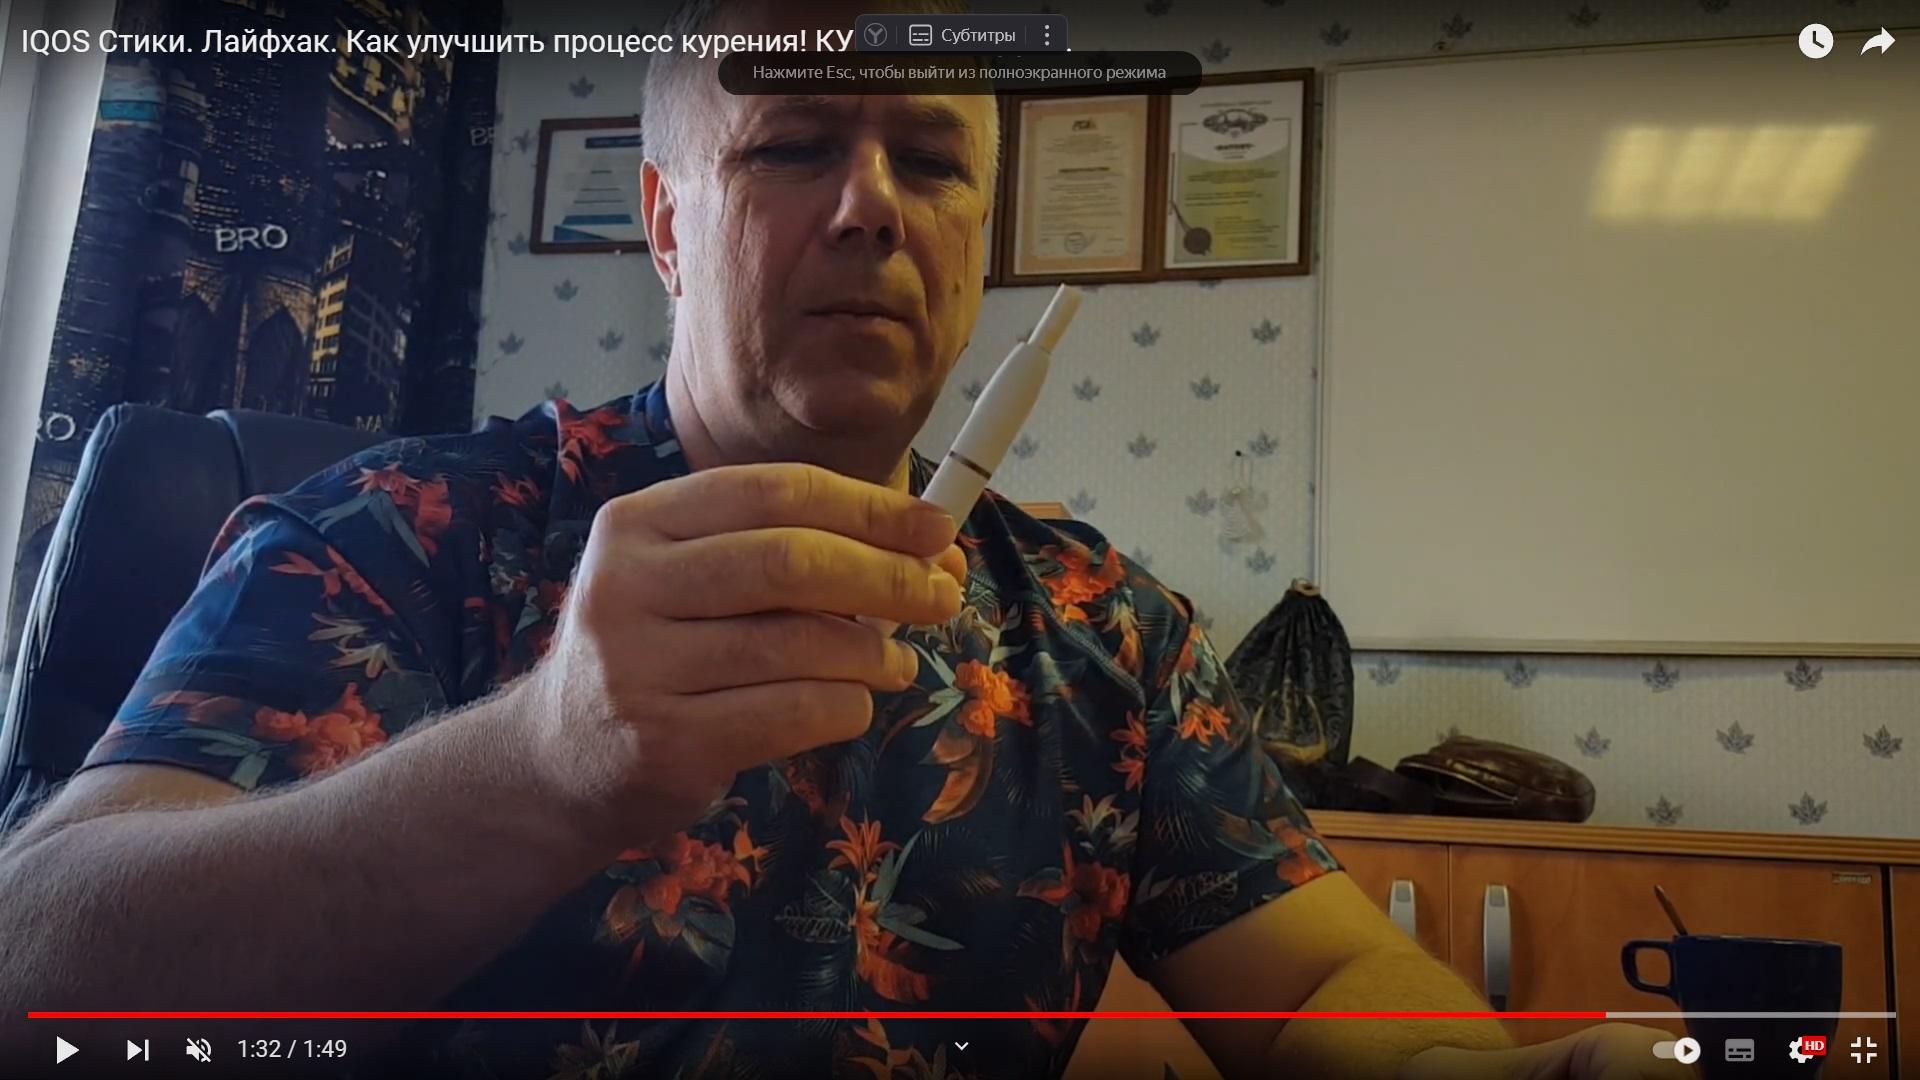 IQOS Стики. Лайфхак. Как улучшить процесс курения! КУ
Субтитры
Нажмите Esc, чтобы выйти из полноэкранного режима
BRO
1:32 / 1:49
HD